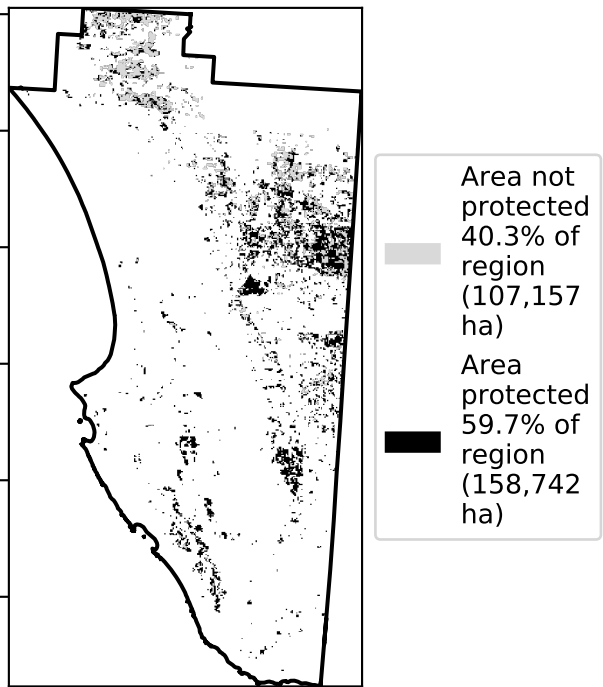 Area not
protected
40.3% of
region
(107,157
ha)
Area
protected
59.7% of
region
(158,742
ha)